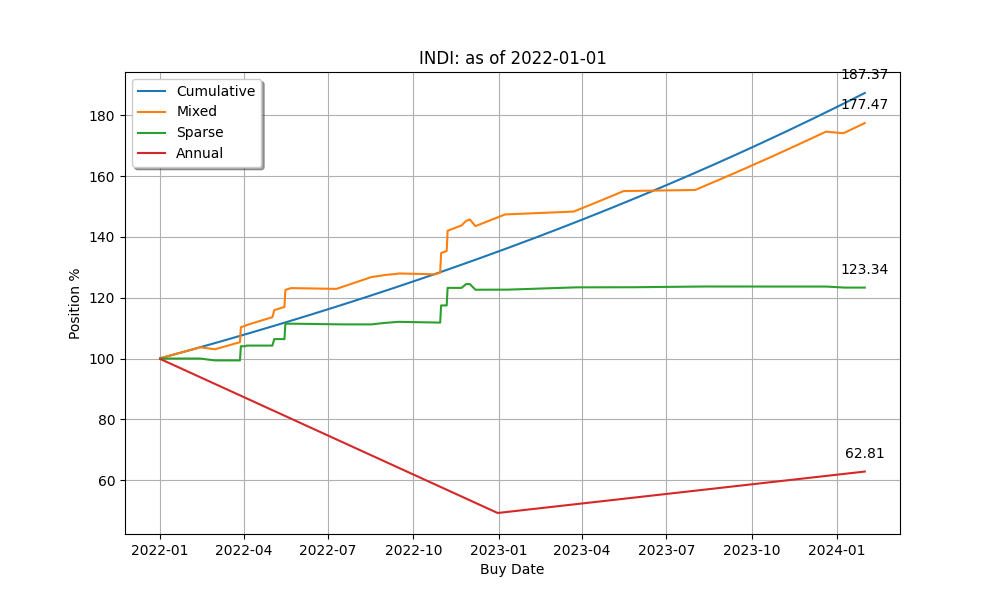 INDI: as of 2022-01-01
187.37
177.47
123.34
62.81
Cumulative
Mixed
Sparse
Annual
Position %
180
160
140
120
100
80
60
2022-01 2022-04 2022-07 2022-10 2023-01 2023-04 2023-07 2023-10 2024-01
Buy Date